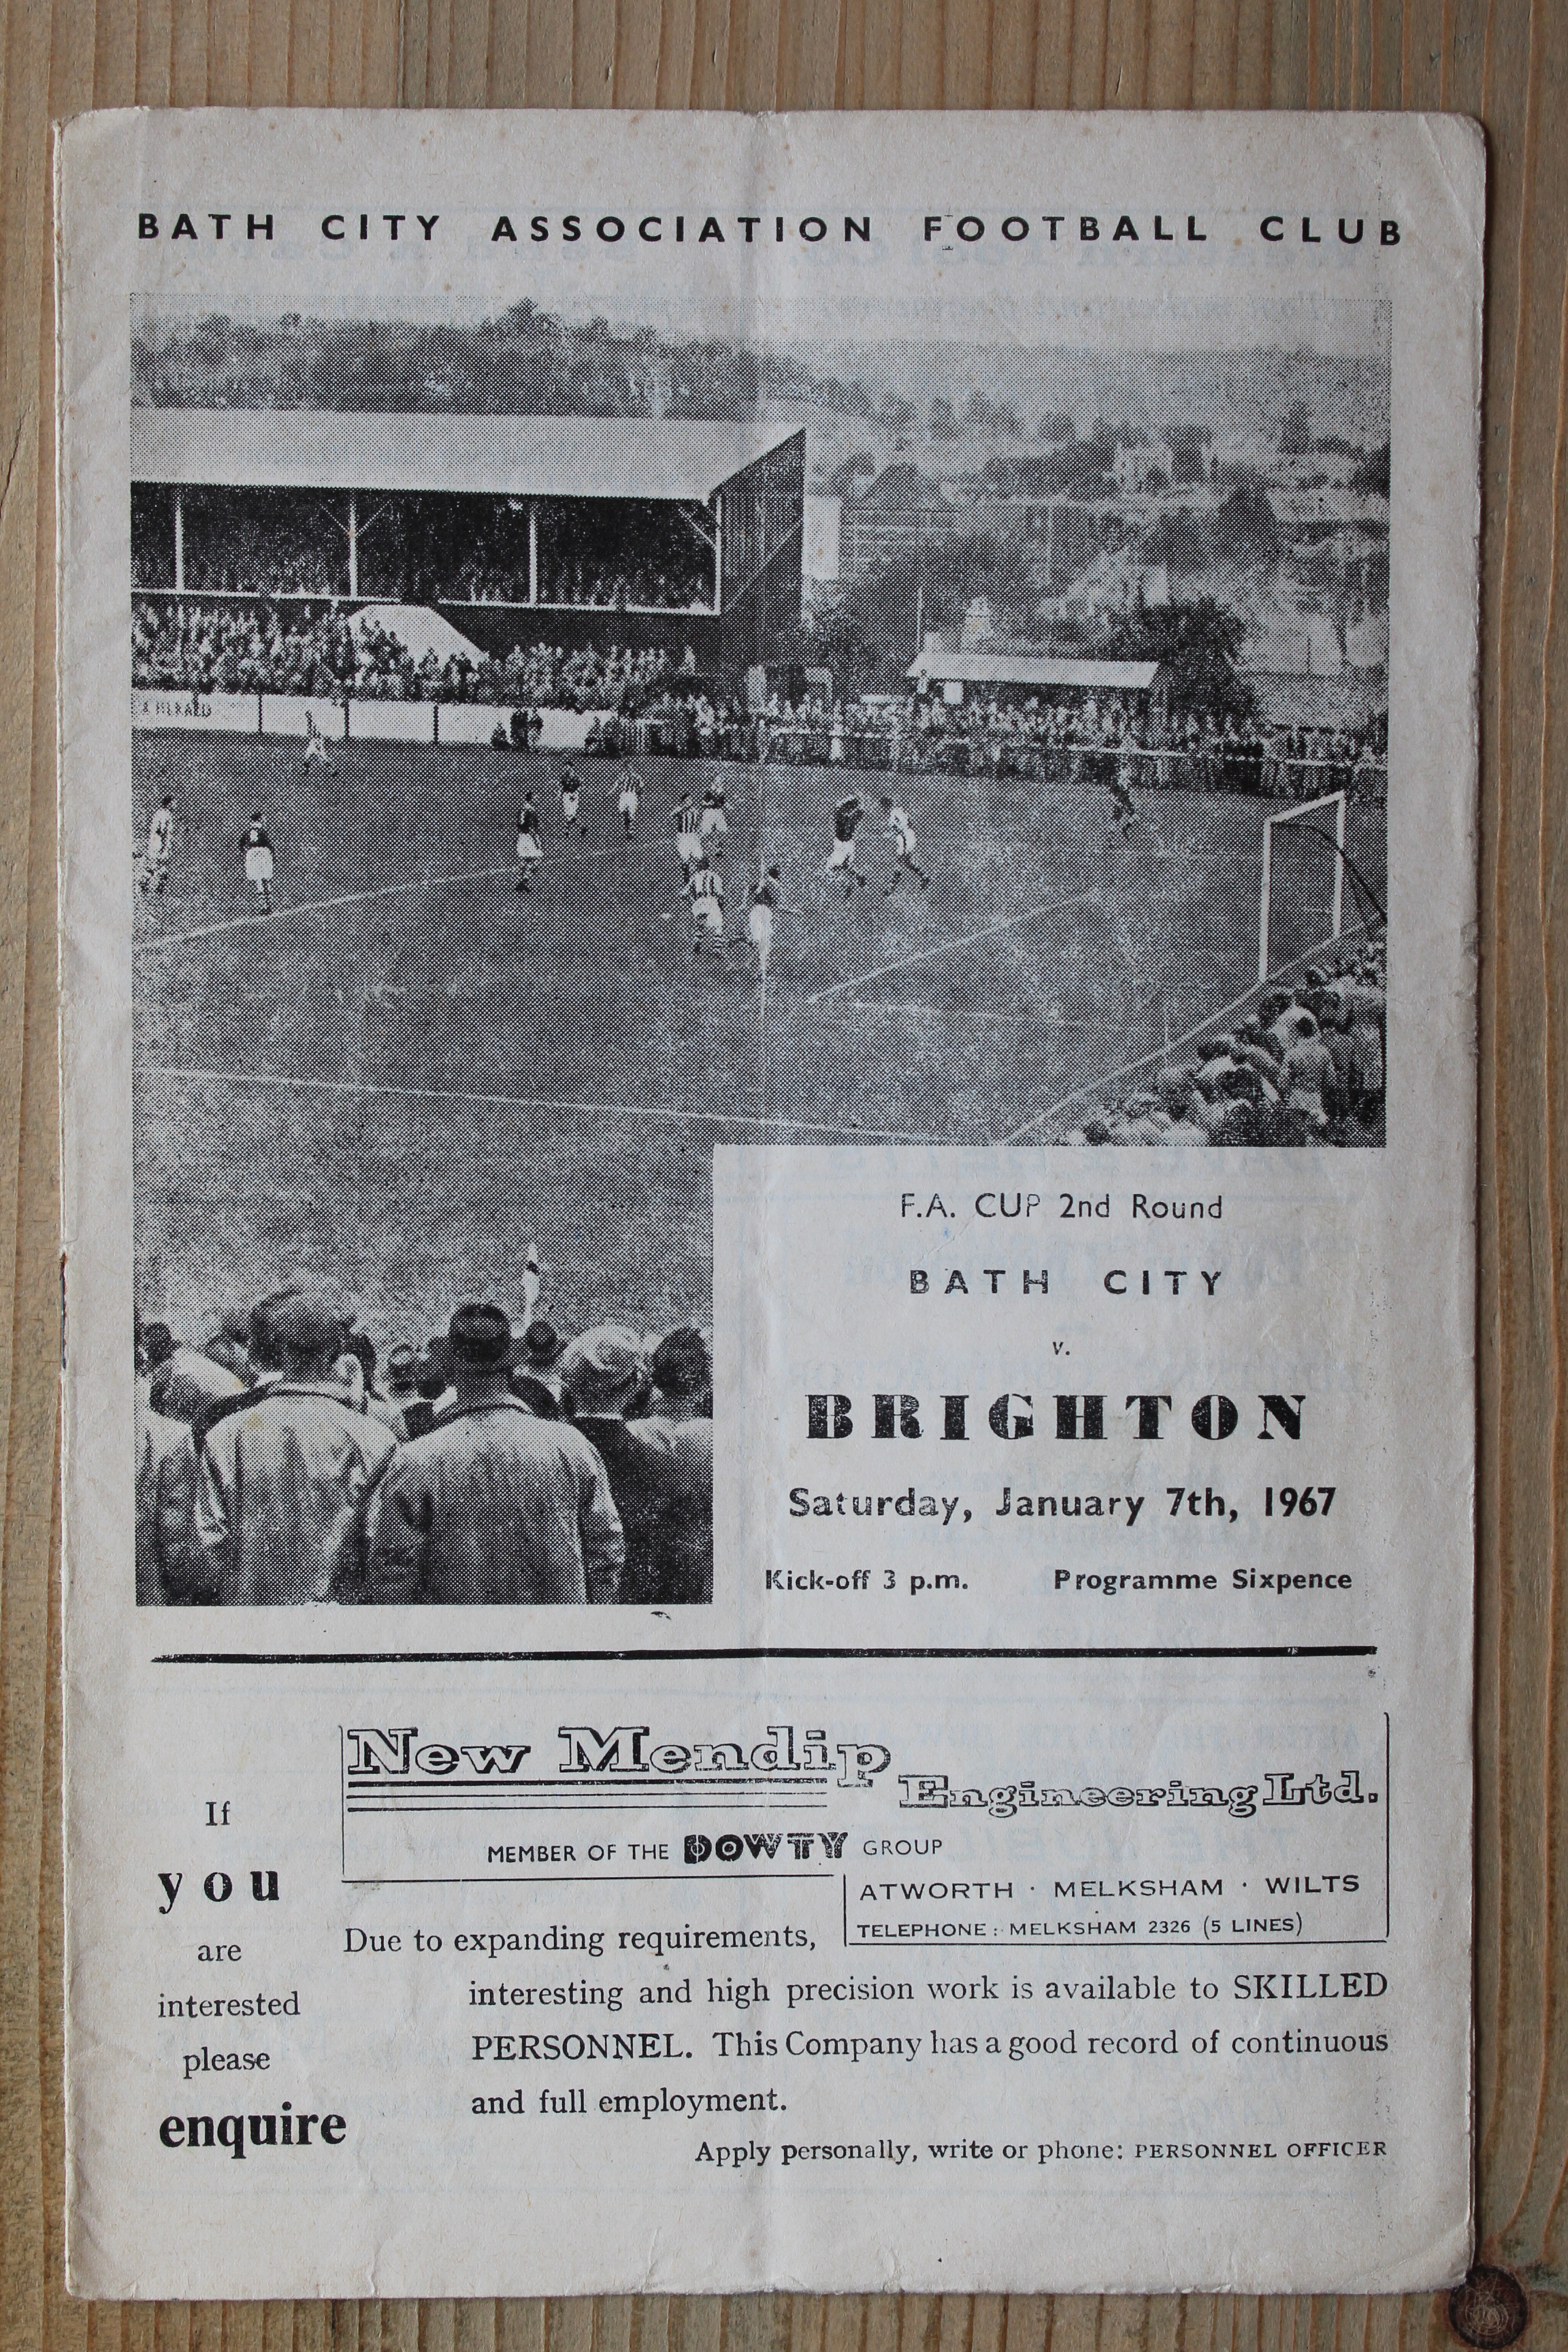 BATH CITY ASSOCIATION FOOTBALL CLUB
HERALD
F.A. CUP 2nd Round
BATH CITY
v.
BRIGHTON
Saturday, January 7th, 1967
Kick-off 3 p.m. Programme Sixpence
If
you
are
interested
please
enquire
New Mendip
Engineering Ltd.
MEMBER OF THE DOWTY GROUP
ATWORTH · MELKSHAM · WILTS
TELEPHONE: MELKSHAM 2326 (5 LINES)
Due to expanding requirements,
interesting and high precision work is available to SKILLED
PERSONNEL. This Company has a good record of continuous
and full employment.
Apply personally, write or phone: PERSONNEL OFFICER